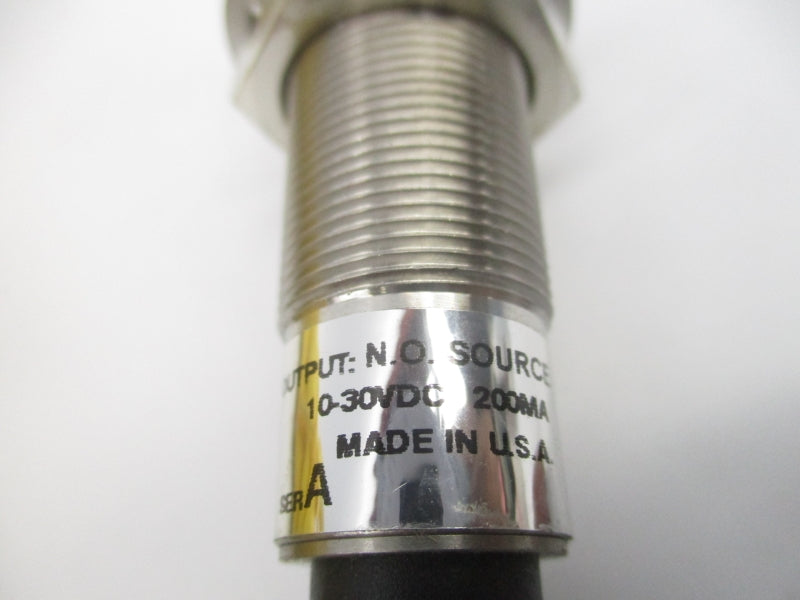 OUTPUT: N.O. SOURCE
10-30VDC 200MA
MADE IN U.S.A.
SER A